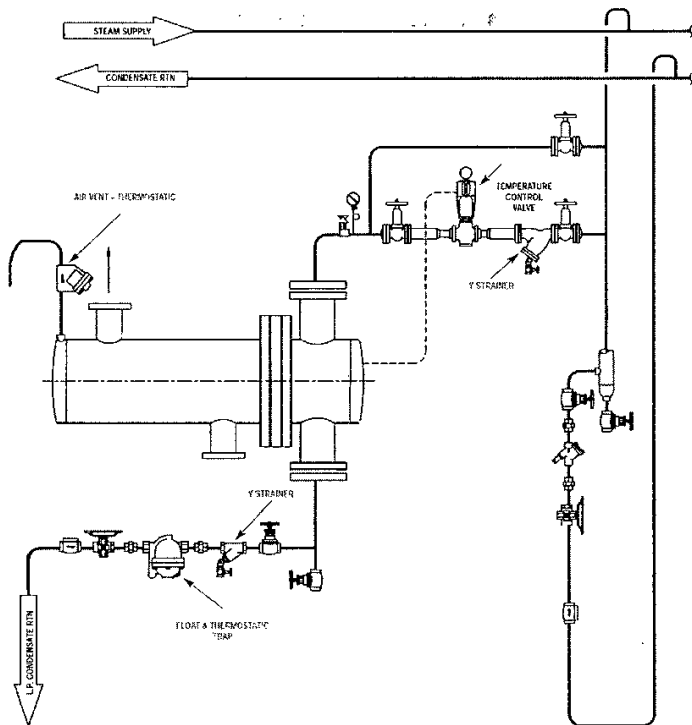 STEAM SUPPLY
CONDENSATE RTN
AIR VENT - THERMOSTATIC
TEMPERATURE
CONTROL
VALVE
Y STRAINER
Y STRAINER
FLOAT & THERMOSTATIC
TRAP
L.P. CONDENSATE RTN